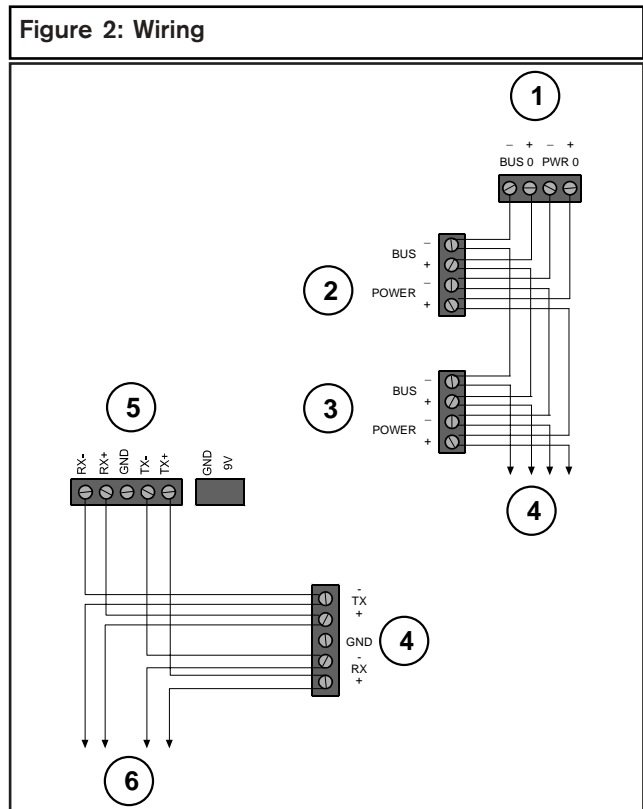 Figure 2: Wiring
1
– + – +
BUS 0 PWR 0
2
BUS
–
+
POWER
–
+
3
BUS
–
+
POWER
–
+
4
5
RX-
RX+
GND
TX-
TX+
GND
9V
-
TX
+
GND
-
RX
+
4
6